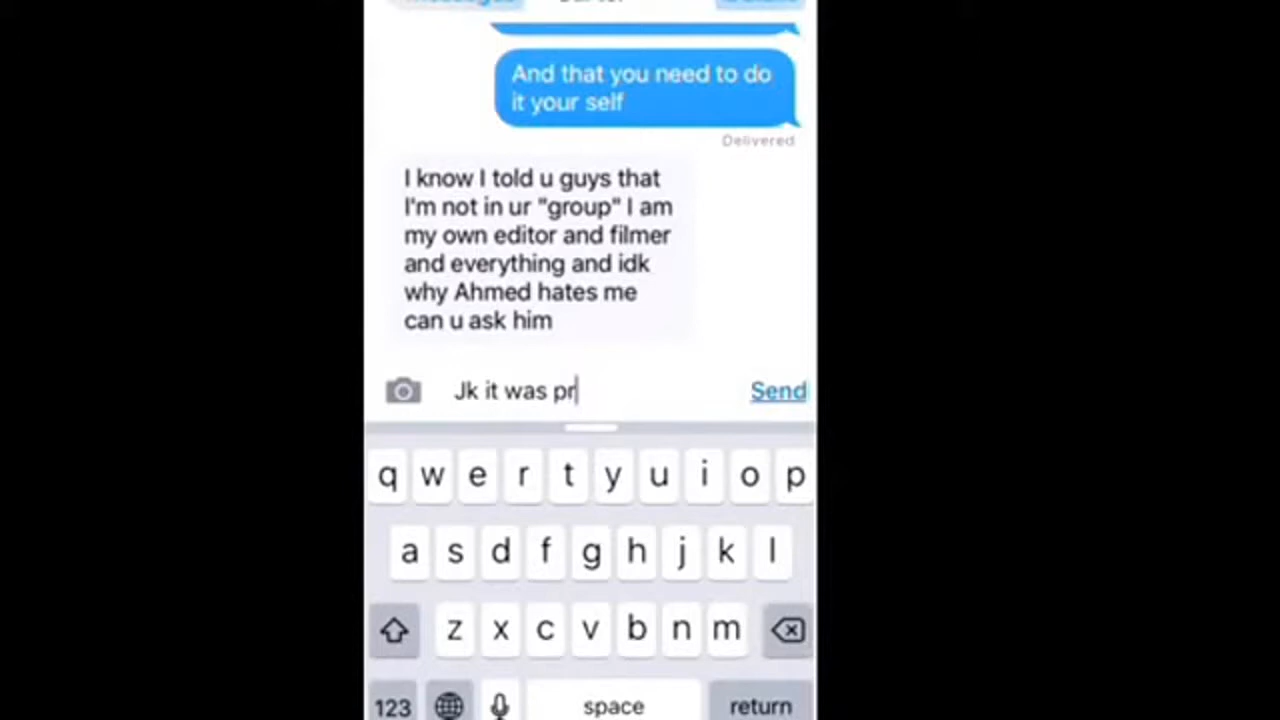 And that you need to do
it your self
Delivered
I know I told u guys that
I'm not in ur "group" I am
my own editor and filmer
and everything and idk
why Ahmed hates me
can u ask him
Jk it was pr
Send
q w e r t y u i o p
a s d f g h j k l
z x c v b n m
123 space return